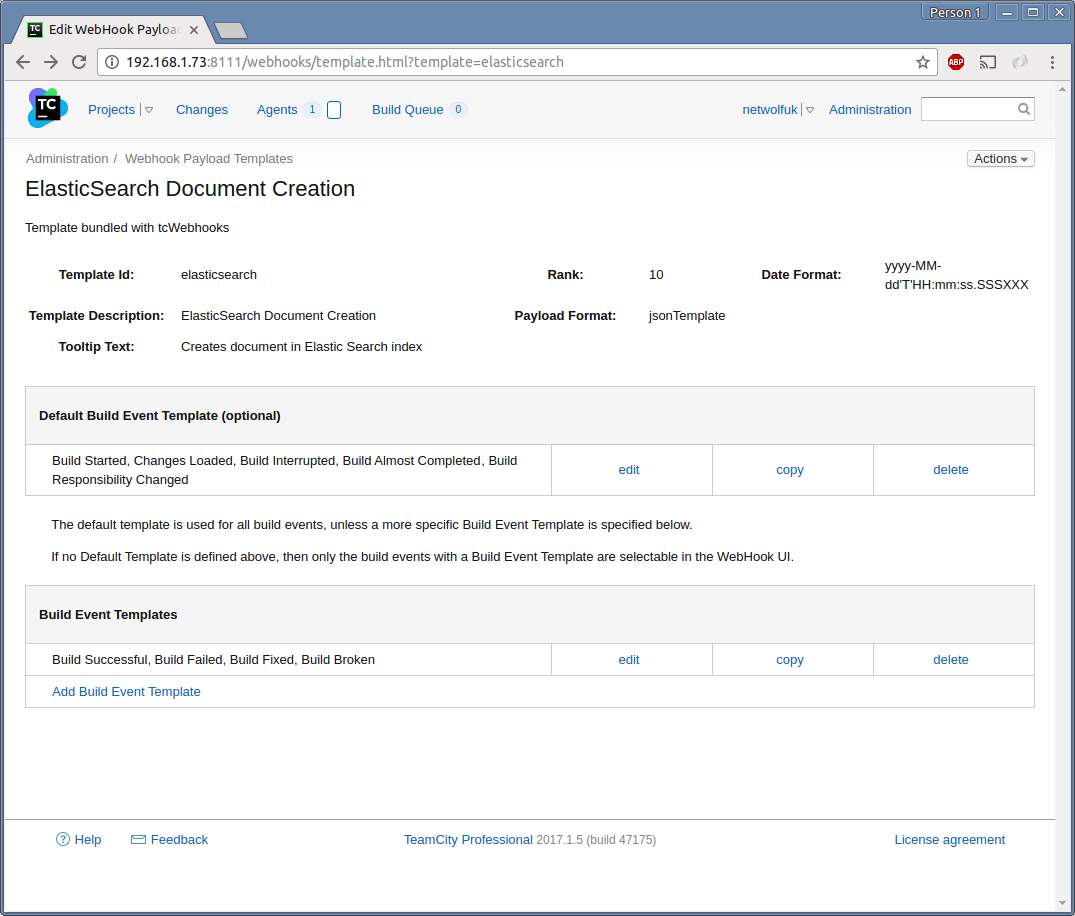 Person 1
TC Edit WebHook Payloa
192.168.1.73:8111/webhooks/template.html?template=elasticsearch
ABP
TC Projects Changes Agents 1 Build Queue 0 netwolfuk Administration
Administration / Webhook Payload Templates Actions
ElasticSearch Document Creation
Template bundled with tcWebhooks
Template Id: elasticsearch Rank: 10 Date Format: yyyy-MM-
dd'T'HH:mm:ss.SSSXXX
Template Description: ElasticSearch Document Creation Payload Format: jsonTemplate
Tooltip Text: Creates document in Elastic Search index
Default Build Event Template (optional)
Build Started, Changes Loaded, Build Interrupted, Build Almost Completed, Build
Responsibility Changed
edit copy delete
The default template is used for all build events, unless a more specific Build Event Template is specified below.
If no Default Template is defined above, then only the build events with a Build Event Template are selectable in the WebHook UI.
Build Event Templates
Build Successful, Build Failed, Build Fixed, Build Broken edit copy delete
Add Build Event Template
? Help Feedback TeamCity Professional 2017.1.5 (build 47175) License agreement